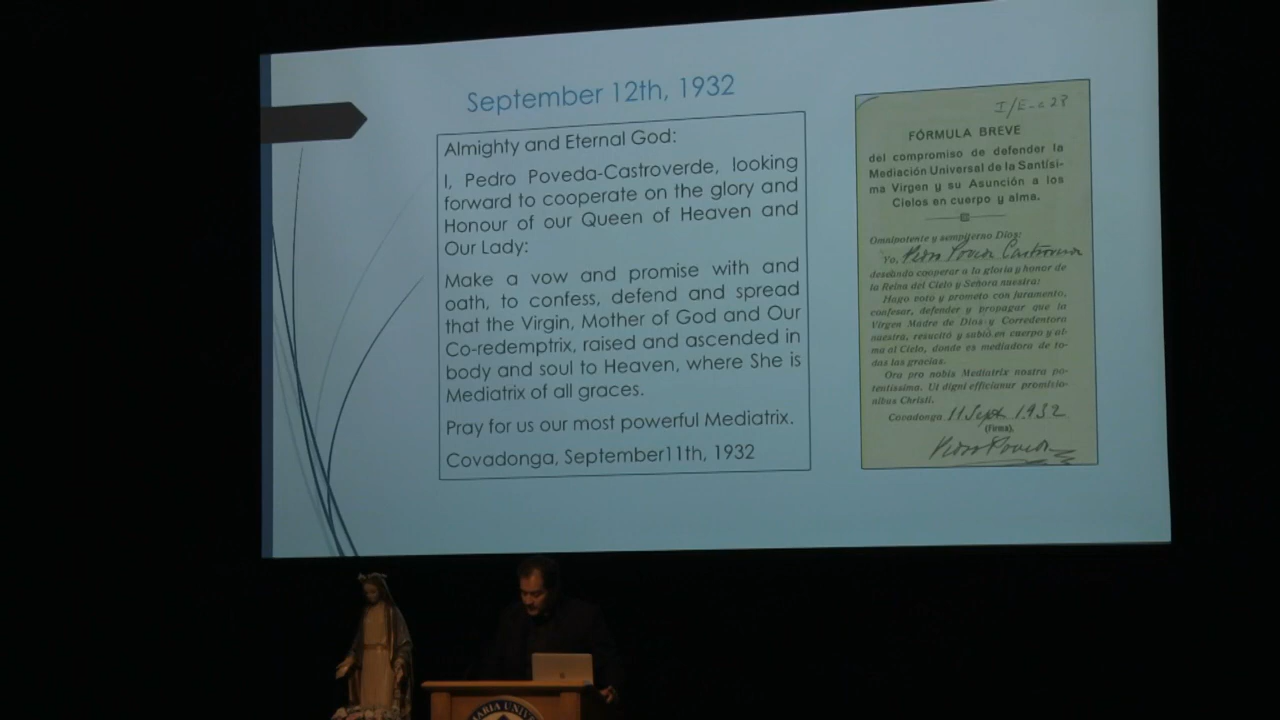 September 12th, 1932
Almighty and Eternal God:
I, Pedro Poveda-Castroverde, looking
forward to cooperate on the glory and
Honour of our Queen of Heaven and
Our Lady:
Make a vow and promise with and
oath, to confess, defend and spread
that the Virgin, Mother of God and Our
Co-redemptrix, raised and ascended in
body and soul to Heaven, where She is
Mediatrix of all graces.
Pray for us our most powerful Mediatrix.
Covadonga, September11th, 1932
FÓRMULA BREVE
del compromiso de defender la
Mediación Universal de la Santísi-
ma Virgen y su Asunción a los
Cielos en cuerpo y alma.
Omnipotente y sempiterno Dios:
Yo, Pedro Poveda Castroverde
deseando cooperar a la gloria y honor de
la Reina del Cielo y Señora nuestra:
Hago voto y prometo con juramento,
confesar, defender y propagar que la
Virgen Madre de Dios y Corredentora
nuestra, resucitó y subió en cuerpo y al-
ma al Cielo, donde es mediadora de to-
das las gracias.
Ora pro nobis Mediatrix nostra po-
tentissima. Ut digni efficiamur promisio-
nibus Christi.
Covadonga 11 Sept 1932
(Firma),
Pedro Poveda
ARIA UNIV